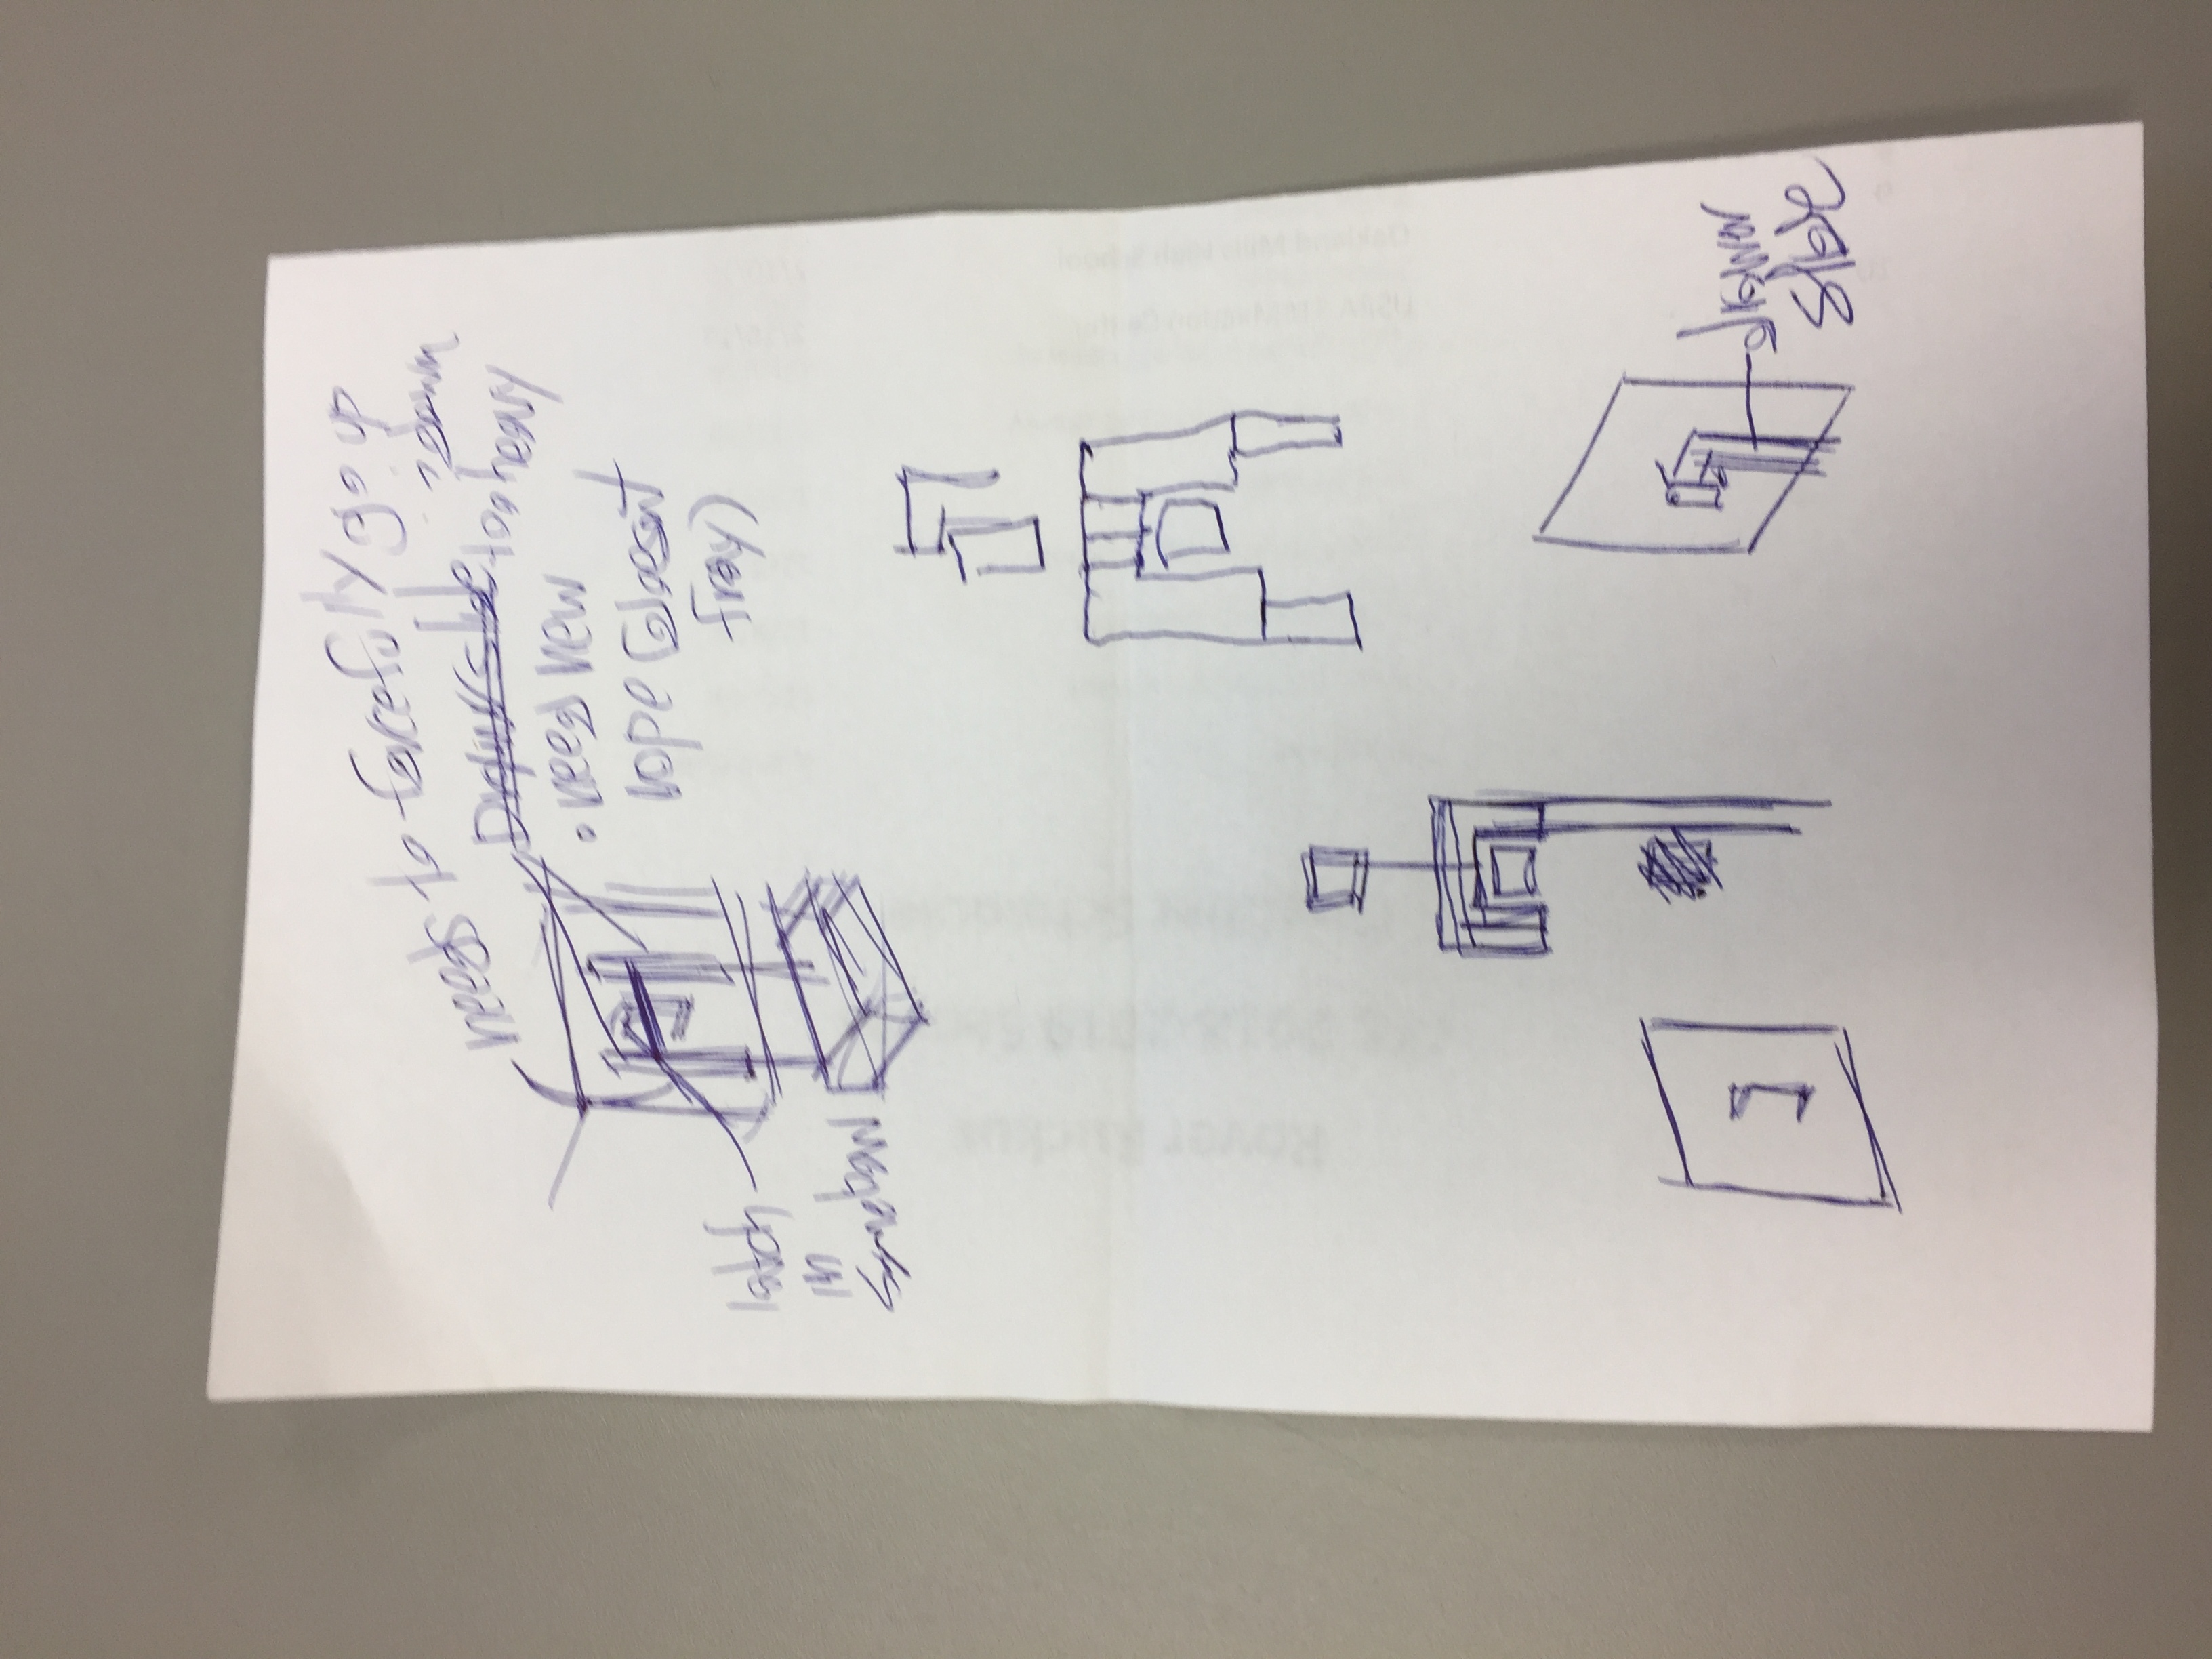 needs to forcefully go up
, down
Drawer slide too heavy
• need new
rope (doesnt
fray)
latch
in
somehow
drawer
slide